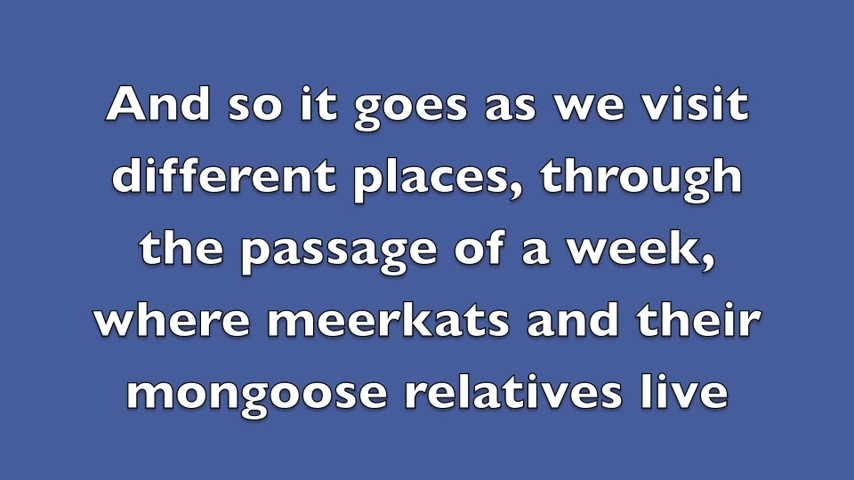 And so it goes as we visit
different places, through
the passage of a week,
where meerkats and their
mongoose relatives live